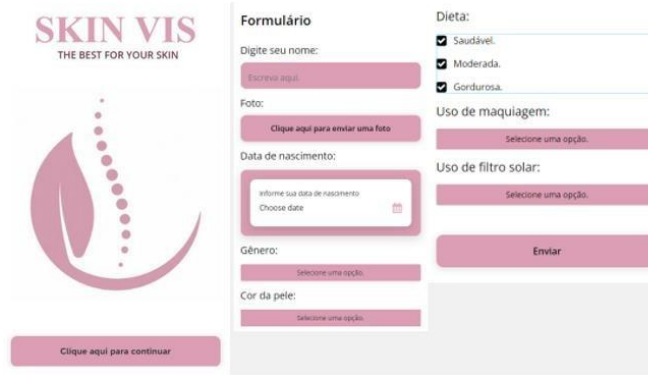 SKIN VIS
THE BEST FOR YOUR SKIN
Clique aqui para continuar
Formulário
Digite seu nome:
Escreva aqui.
Foto:
Clique aqui para enviar uma foto
Data de nascimento:
Informe sua data de nascimento
Choose date
Gênero:
Selecione uma opção.
Cor da pele:
Selecione uma opção.
Dieta:
Saudável.
Moderada.
Gordurosa.
Uso de maquiagem:
Selecione uma opção.
Uso de filtro solar:
Selecione uma opção.
Enviar